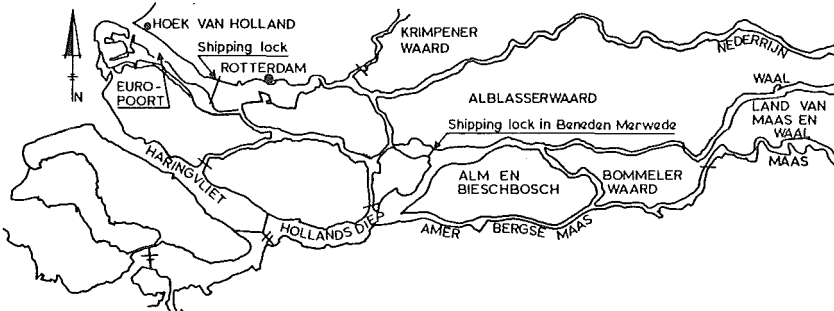 HOEK VAN HOLLAND
Shipping lock
ROTTERDAM
EURO-
POORT
N
KRIMPENER
WAARD
NEDERRIJN
WAAL
ALBLASSERWAARD
LAND VAN
MAAS EN
WAAL
MAAS
Shipping lock in Beneden Merwede
HARINGVLIET
ALM EN
BIESCHBOSCH
BOMMELER
WAARD
HOLLANDS DIEP
AMER
BERGSE MAAS